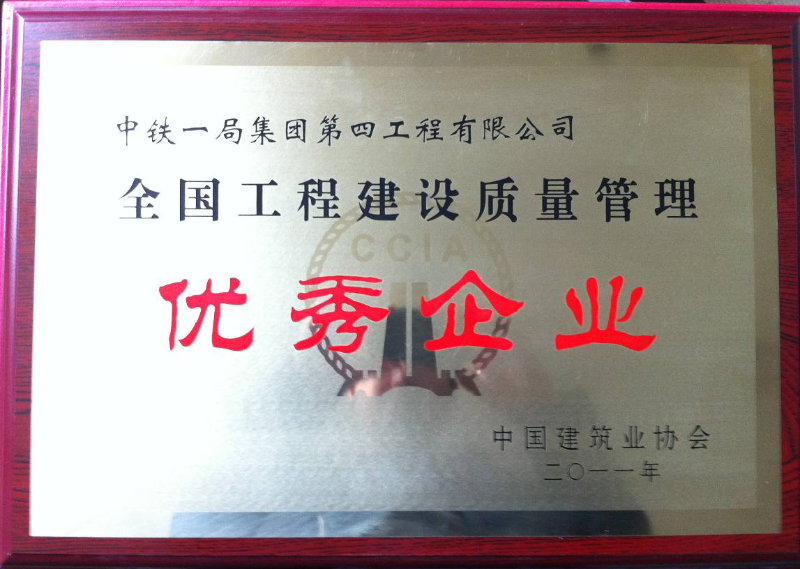 中铁一局集团第四工程有限公司
全国工程建设质量管理
CCIA
优秀企业
中国建筑业协会
二〇一一年